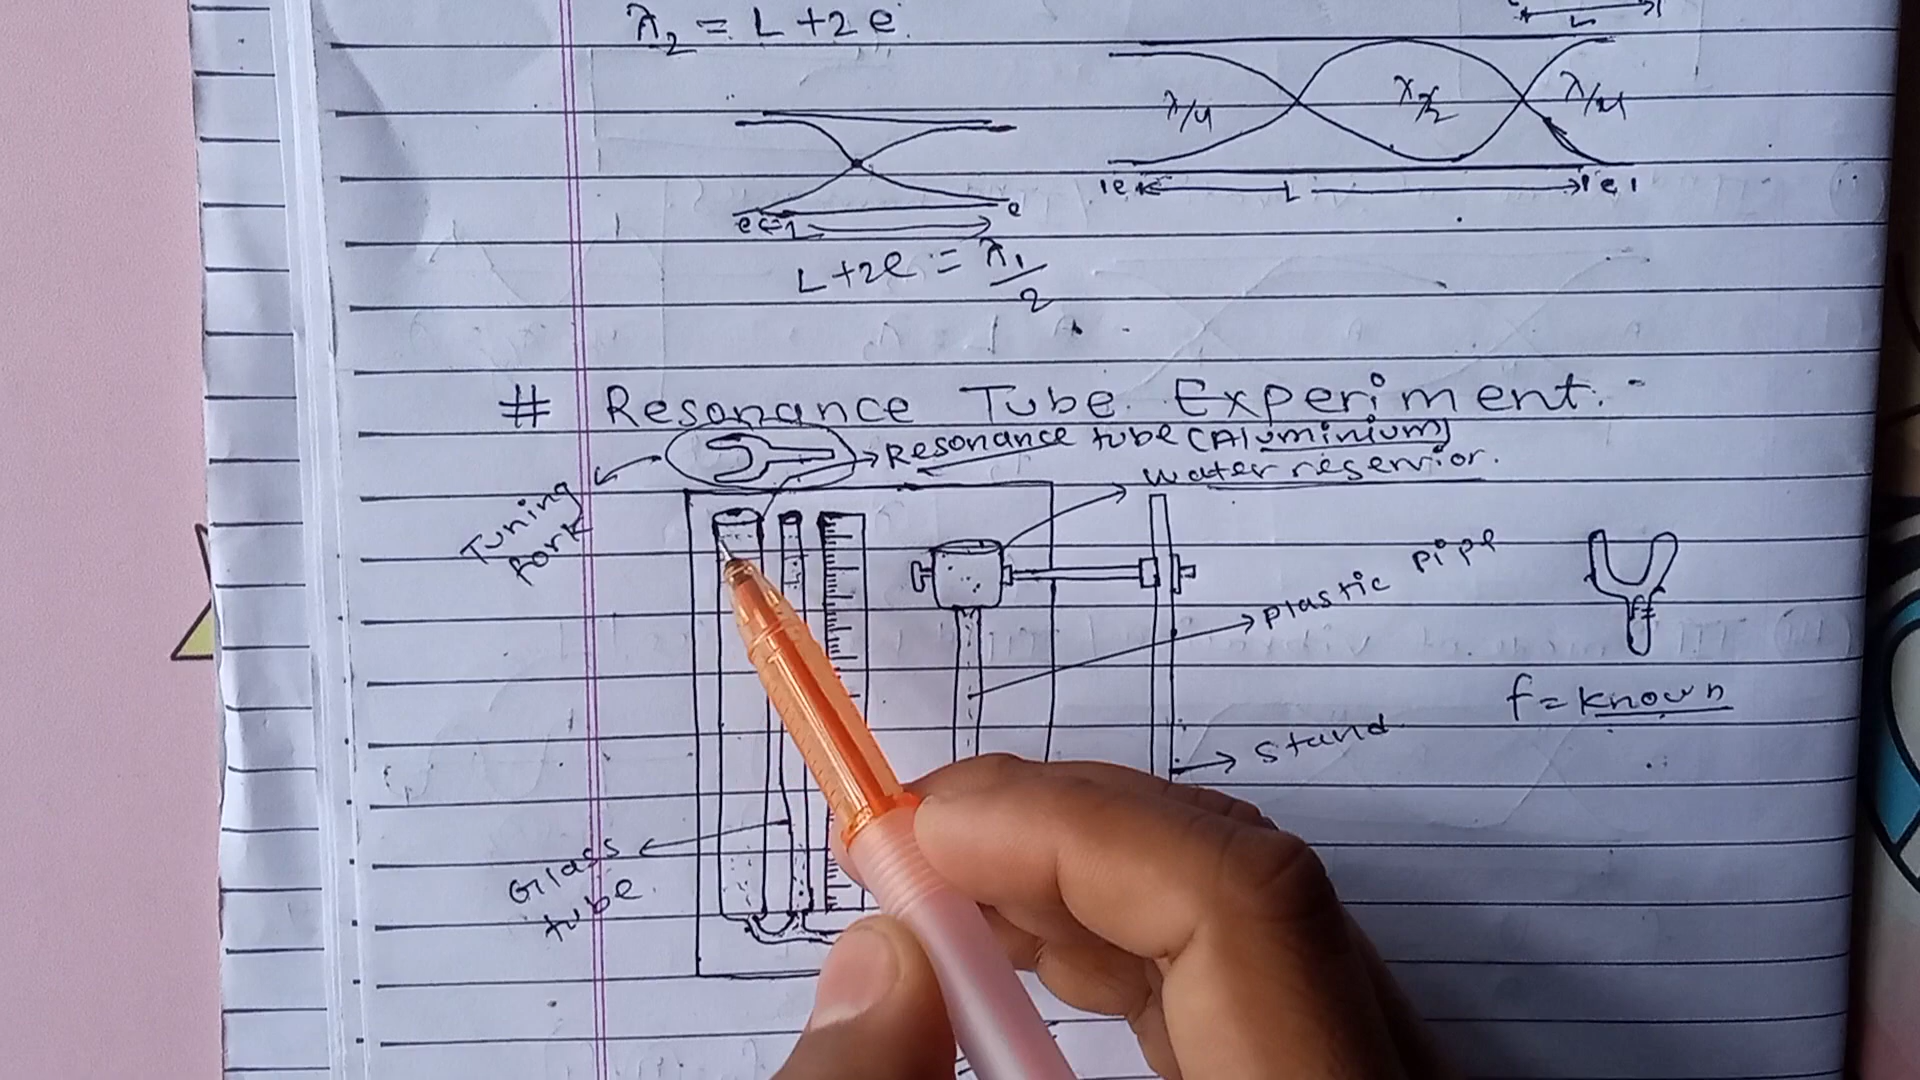 λ₂ = L + 2e
L
λ/4
λ/2
λ/4
e
L
e
e
L
e
L + 2e = λ₁/2
# Resonance Tube Experiment :-
Resonance tube (Aluminium)
water reservior.
Tuning
fork
plastic pipe
f = known
stand
Glass
tube